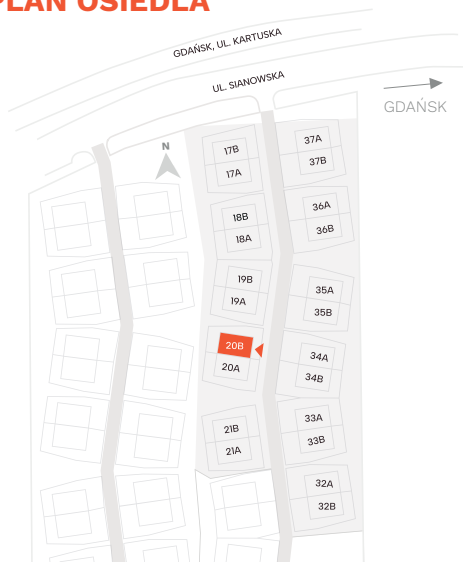 PLAN OSIEDLA
GDAŃSK, UL. KARTUSKA
UL. SIANOWSKA
GDAŃSK
N
17B
17A
37A
37B
18B
18A
36A
36B
19B
19A
35A
35B
20B
20A
34A
34B
21B
21A
33A
33B
32A
32B